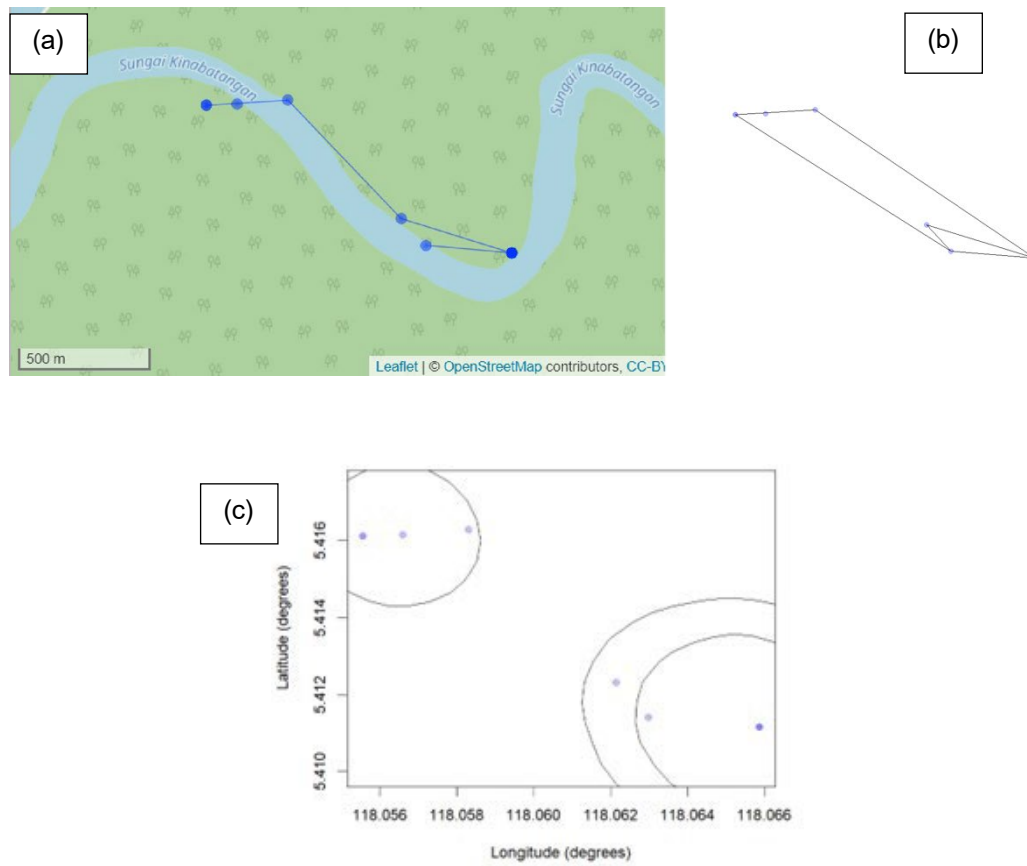 (a)
(b)
Sungai Kinabatangan
Sungai Kinabatangan
500 m
Leaflet | © OpenStreetMap contributors, CC-BY
(c)
Latitude (degrees)
5.416
5.414
5.412
5.410
118.056 118.058 118.060 118.062 118.064 118.066
Longitude (degrees)